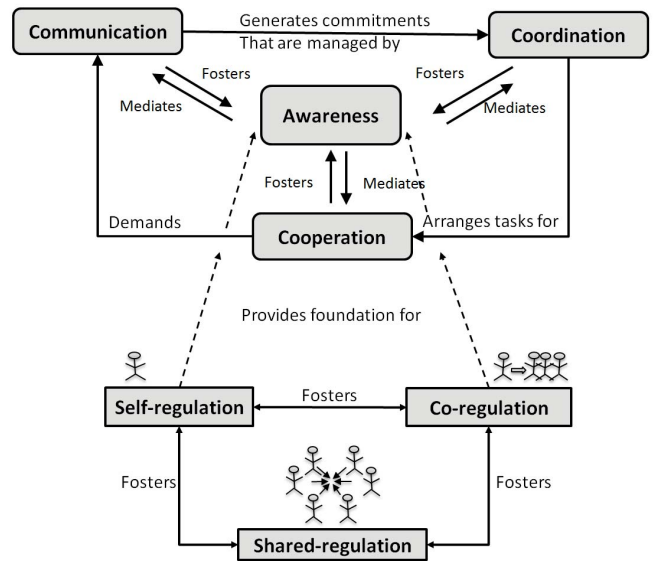 Generates commitments
Communication
Coordination
That are managed by
Fosters
Fosters
Mediates
Mediates
Awareness
Fosters
Mediates
Demands
Arranges tasks for
Cooperation
Provides foundation for
Fosters
Self-regulation
Co-regulation
Fosters
Fosters
Shared-regulation